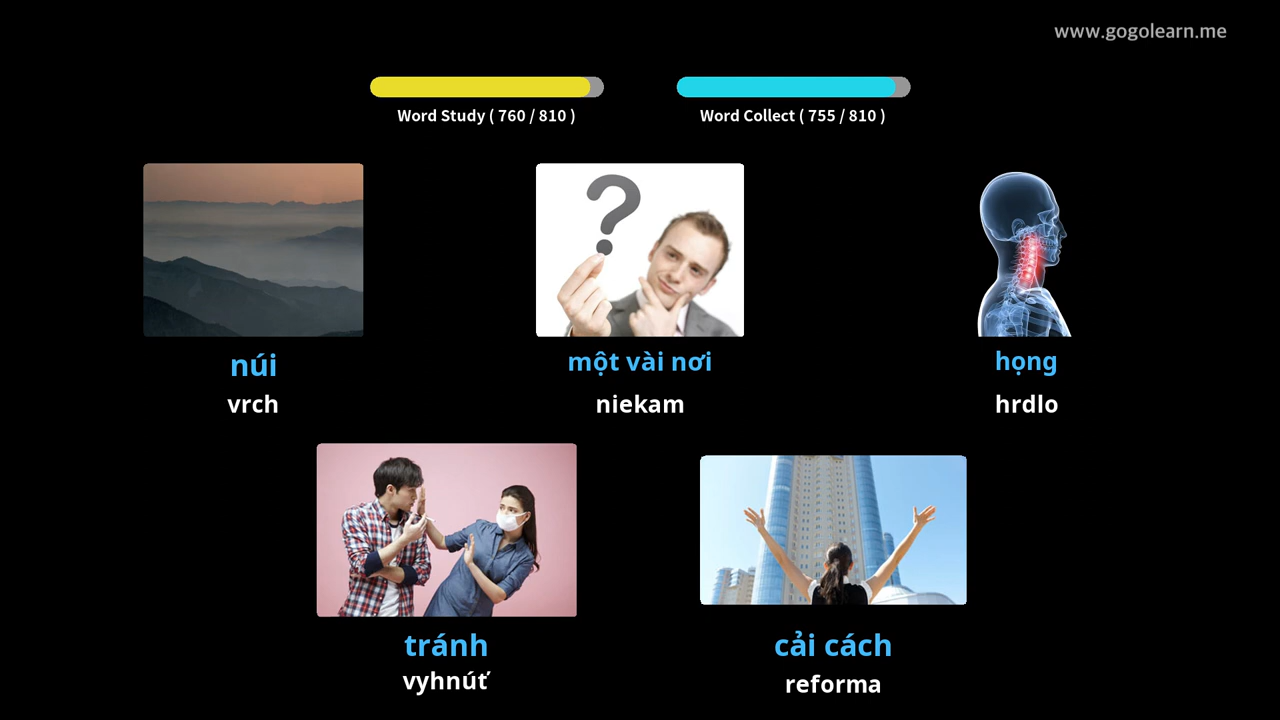 www.gogolearn.me
Word Study ( 760 / 810 )
Word Collect ( 755 / 810 )
núi
vrch
một vài nơi
niekam
họng
hrdlo
tránh
vyhnúť
cải cách
reforma